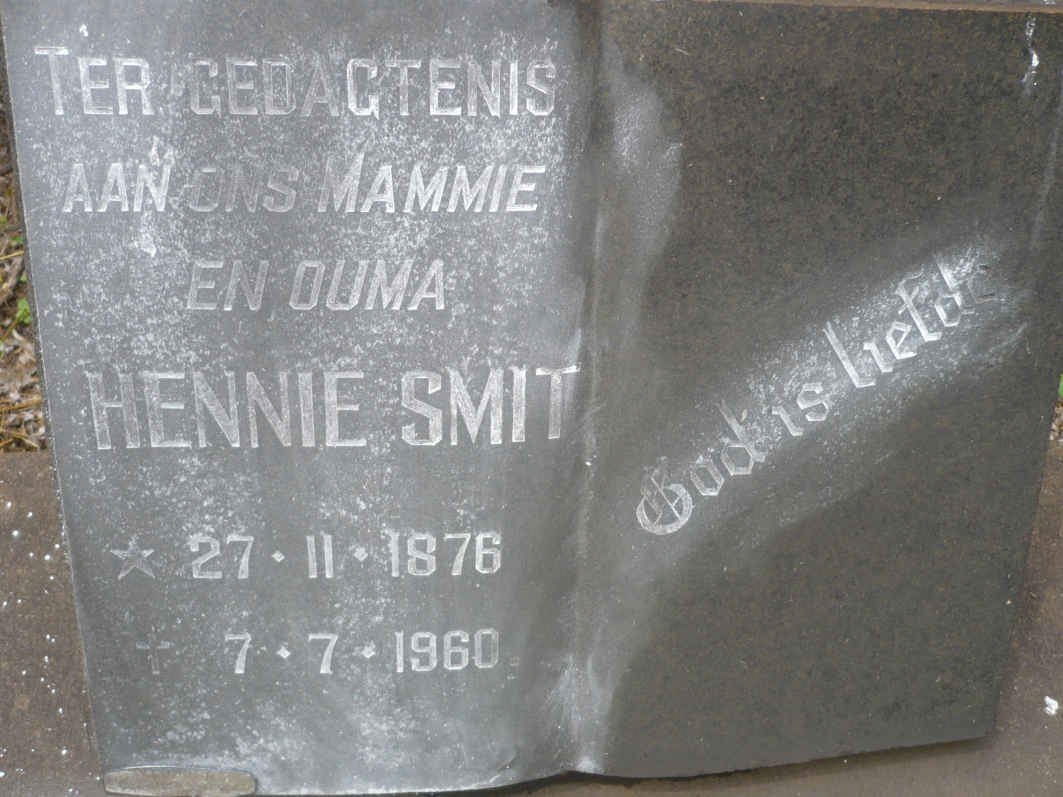 TER GEDAGTENIS
AAN ONS MAMMIE
EN OUMA
HENNIE SMIT
★ 27·11·1876
† 7·7·1960
God is liefde